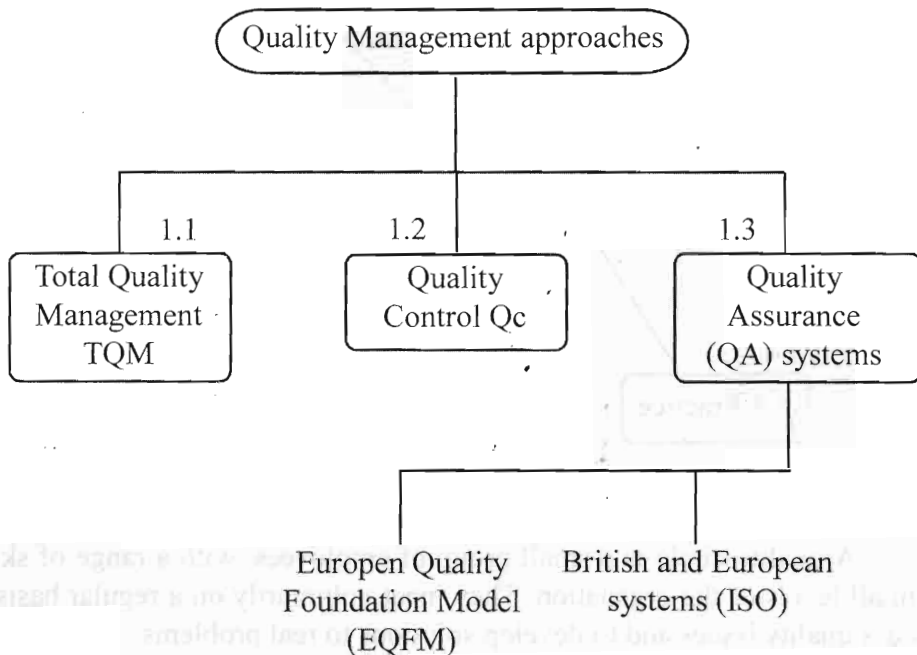 Quality Management approaches
1.1
1.2
1.3
Total Quality
Management
TQM
Quality
Control Qc
Quality
Assurance
(QA) systems
Europen Quality
Foundation Model
(EQFM)
British and European
systems (ISO)